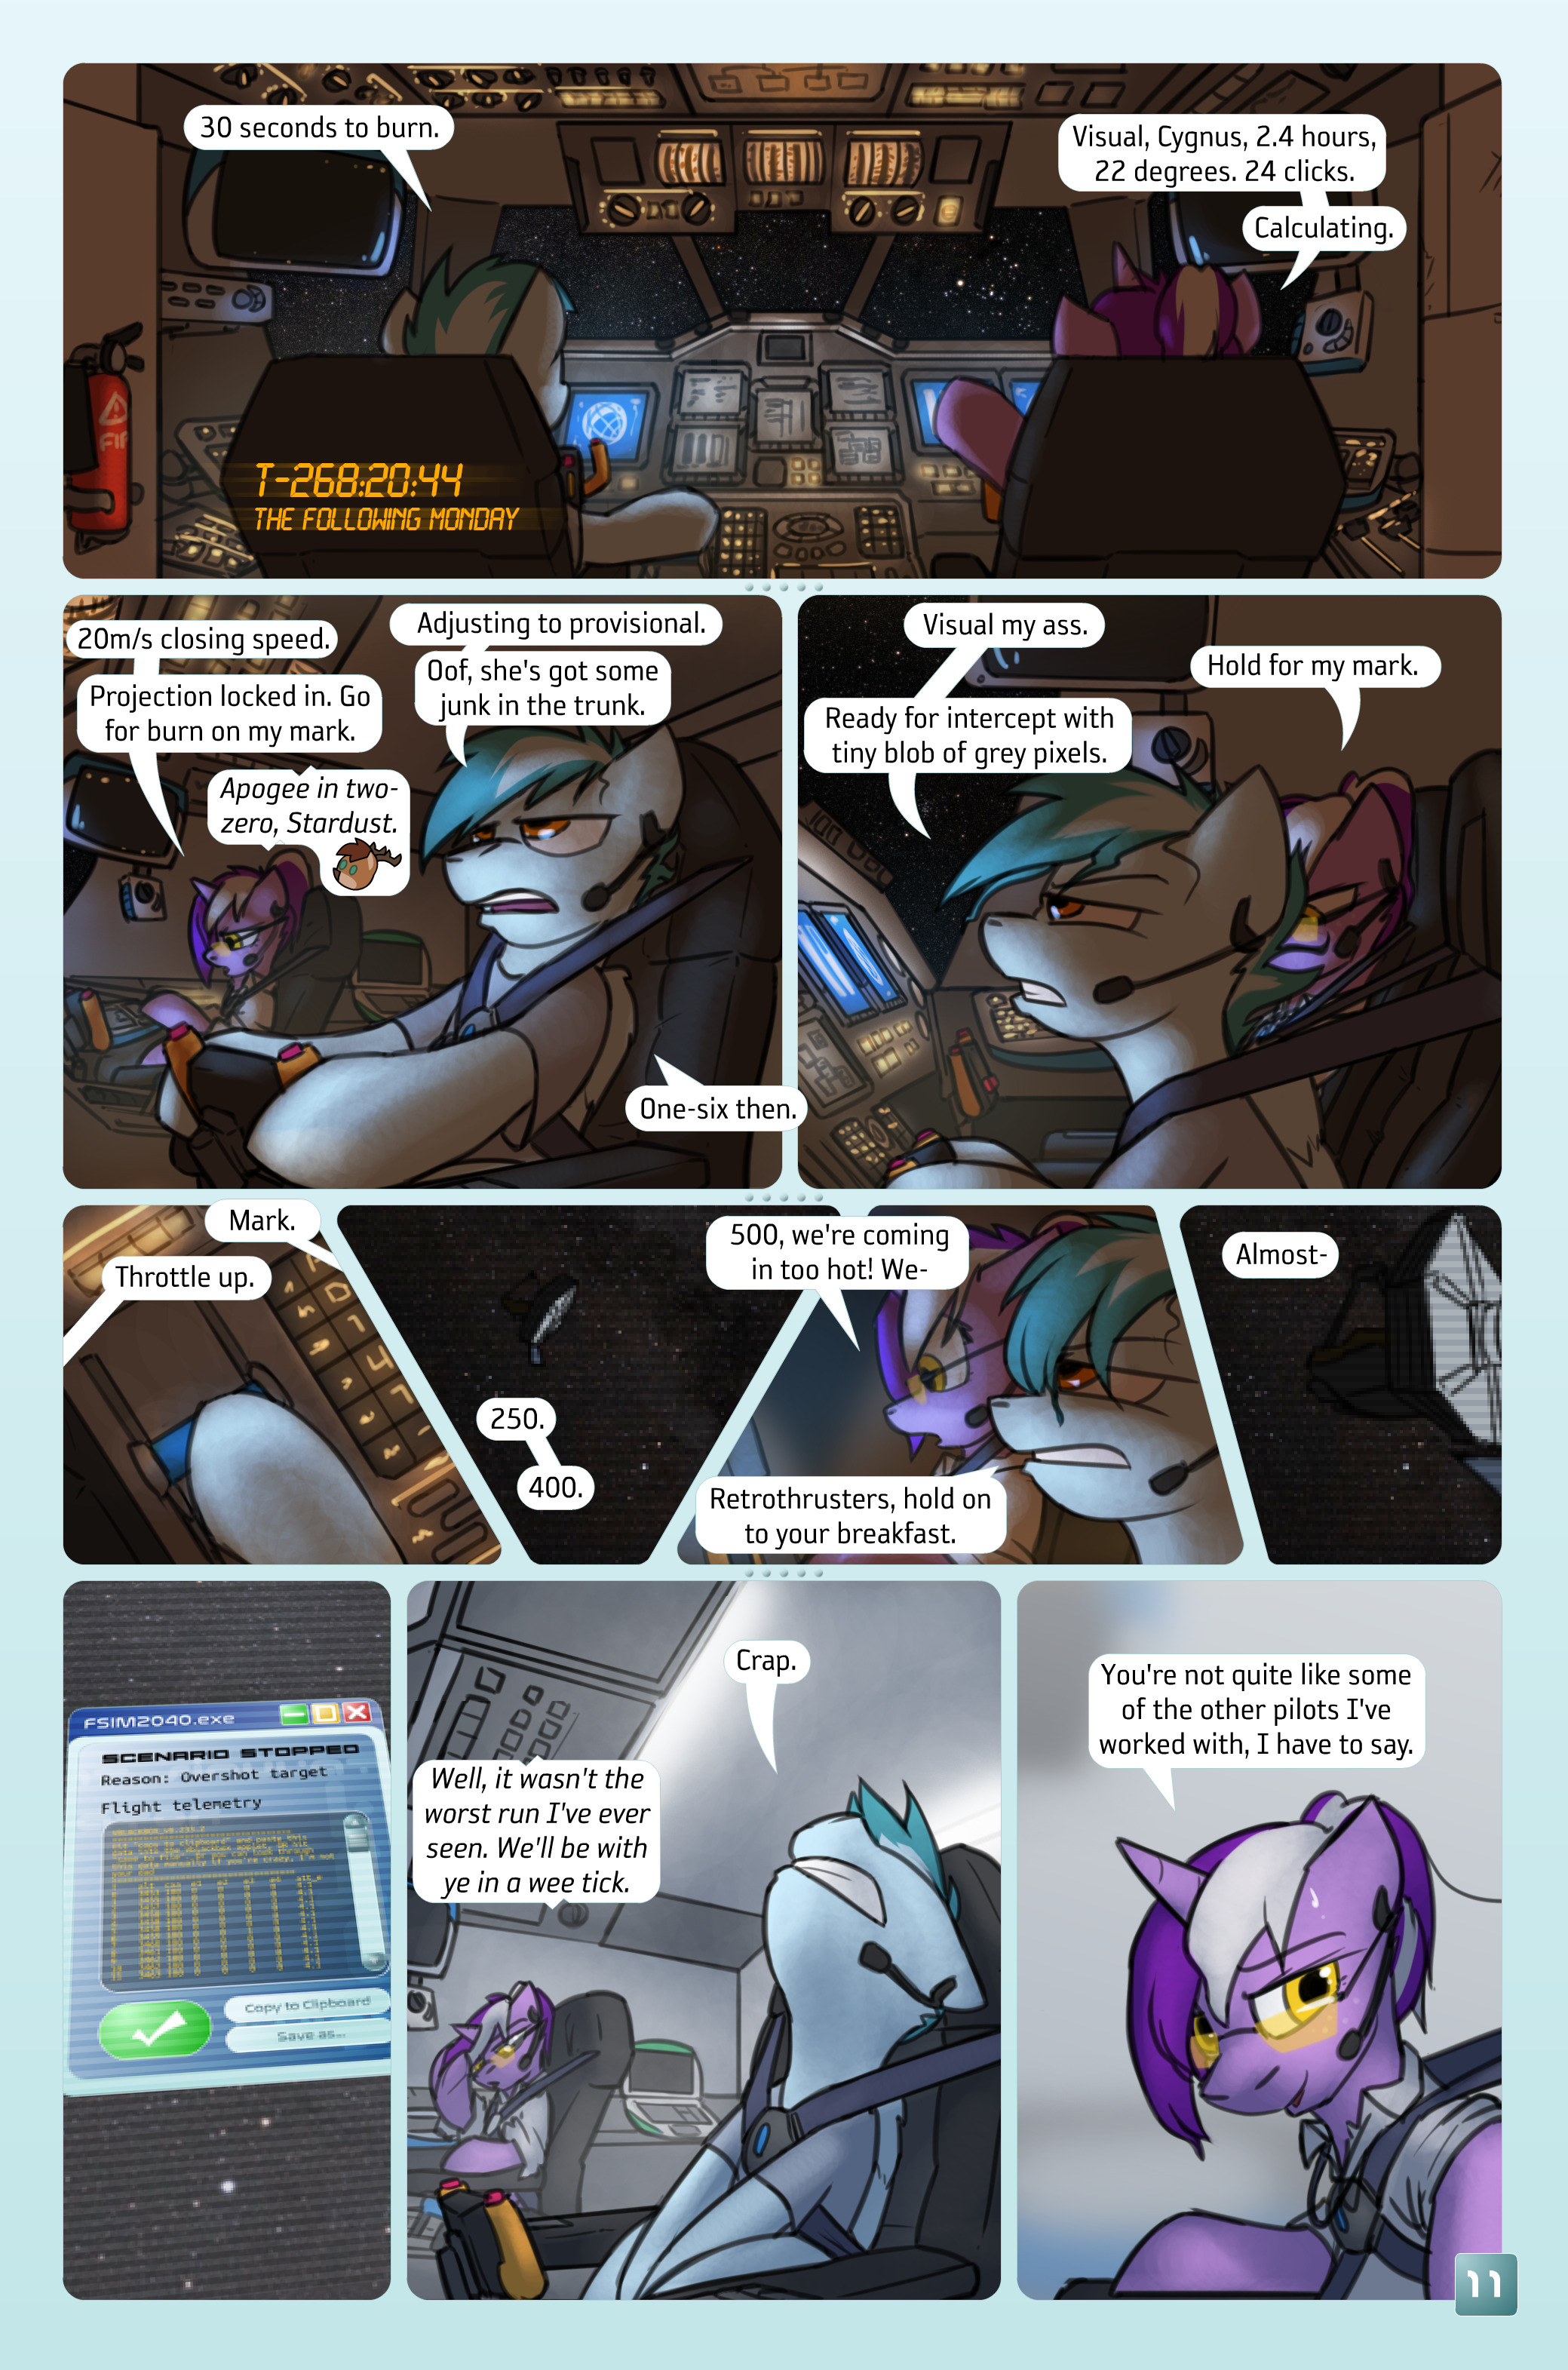 30 seconds to burn.
Visual, Cygnus, 2.4 hours,
22 degrees. 24 clicks.
Calculating.
T-268:20:44
THE FOLLOWING MONDAY
20m/s closing speed.
Projection locked in. Go
for burn on my mark.
Adjusting to provisional.
Oof, she's got some
junk in the trunk.
Apogee in two-
zero, Stardust.
One-six then.
Visual my ass.
Ready for intercept with
tiny blob of grey pixels.
Hold for my mark.
Mark.
Throttle up.
250.
400.
500, we're coming
in too hot! We-
Retrothrusters, hold on
to your breakfast.
Almost-
FSIM2040.exe
SCENARIO STOPPED
Reason: Overshot target
Flight telemetry
Copy to Clipboard
Save as...
Crap.
Well, it wasn't the
worst run I've ever
seen. We'll be with
ye in a wee tick.
You're not quite like some
of the other pilots I've
worked with, I have to say.
11